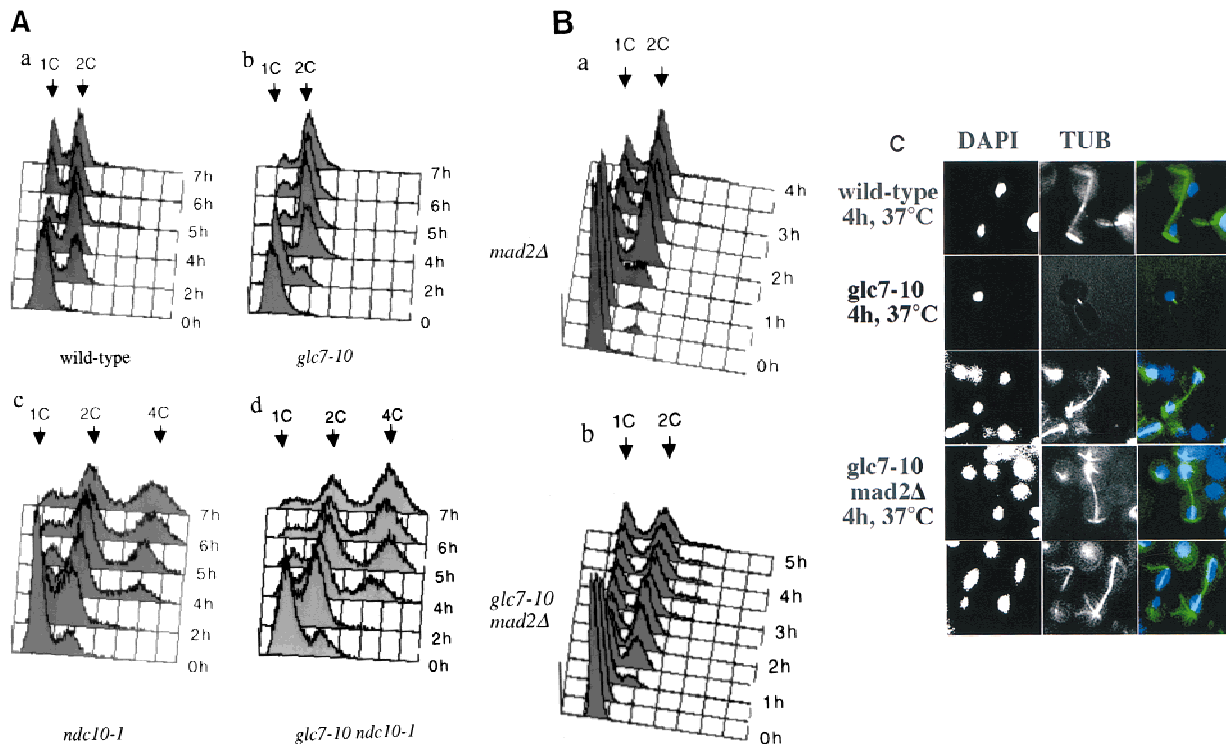 A
a
1C 2C
7h
6h
5h
4h
2h
0h
wild-type
b
1C 2C
7h
6h
5h
4h
2h
0
glc7-10
c
1C 2C 4C
7h
6h
5h
4h
2h
0h
ndc10-1
d
1C 2C 4C
7h
6h
5h
4h
2h
0h
glc7-10 ndc10-1
B
a
1C 2C
4h
3h
2h
1h
0h
mad2Δ
b
1C 2C
5h
4h
3h
2h
1h
0h
glc7-10
mad2Δ
C
DAPI TUB
wild-type
4h, 37°C
glc7-10
4h, 37°C
glc7-10
mad2Δ
4h, 37°C